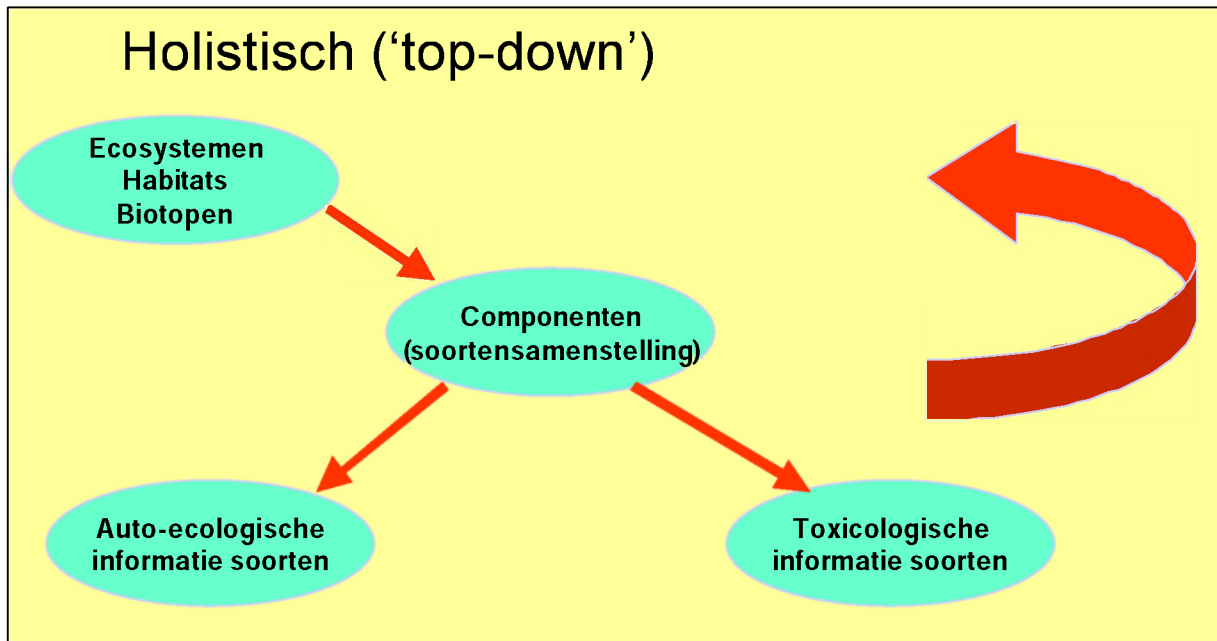 Holistisch (‘top-down’)
Ecosystemen
Habitats
Biotopen
Componenten
(soortensamenstelling)
Auto-ecologische
informatie soorten
Toxicologische
informatie soorten